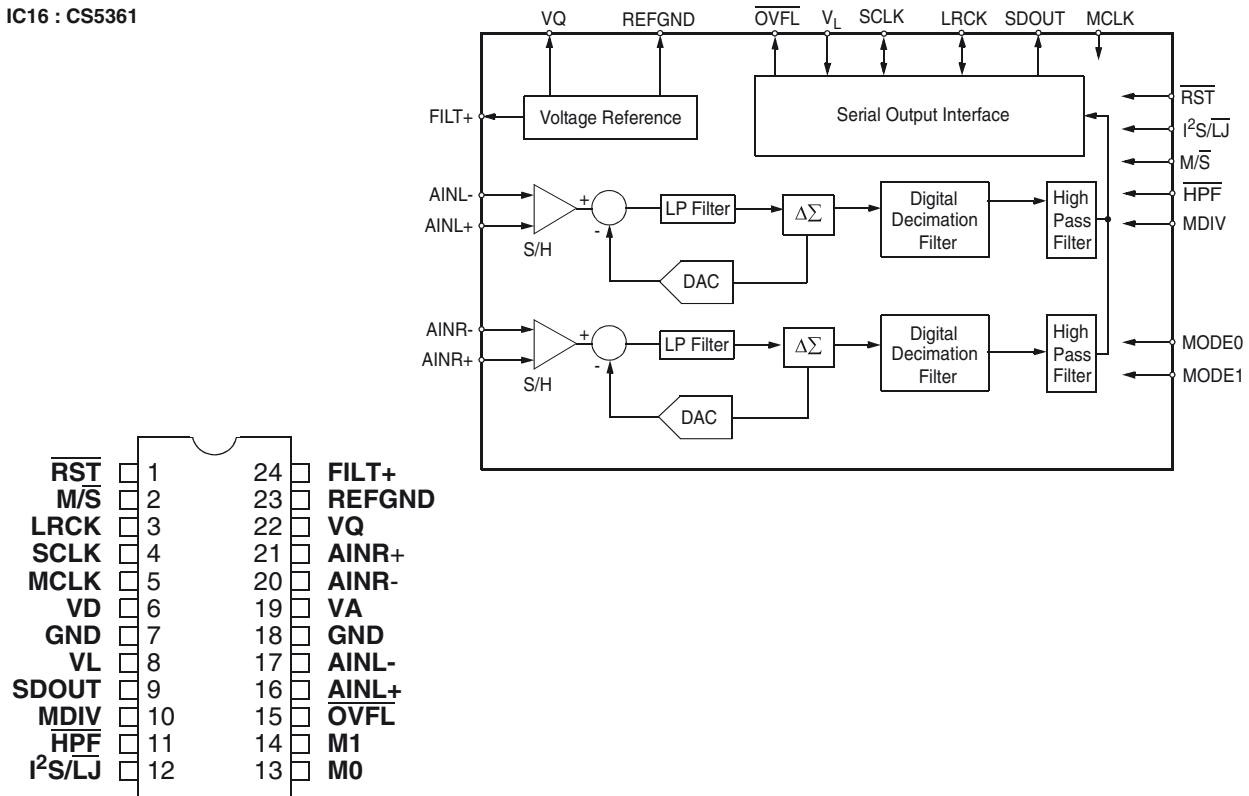 IC16 : CS5361
VQ REFGND OVFL VL SCLK LRCK SDOUT MCLK
FILT+ Voltage Reference Serial Output Interface RST
I²S/LJ
M/S
HPF
MDIV
AINL-
AINL+
S/H
+
-
LP Filter
ΔΣ
DAC
Digital
Decimation
Filter
High
Pass
Filter
AINR-
AINR+
S/H
+
-
LP Filter
ΔΣ
DAC
Digital
Decimation
Filter
High
Pass
Filter
MODE0
MODE1
RST 1 24 FILT+
M/S 2 23 REFGND
LRCK 3 22 VQ
SCLK 4 21 AINR+
MCLK 5 20 AINR-
VD 6 19 VA
GND 7 18 GND
VL 8 17 AINL-
SDOUT 9 16 AINL+
MDIV 10 15 OVFL
HPF 11 14 M1
I²S/LJ 12 13 M0